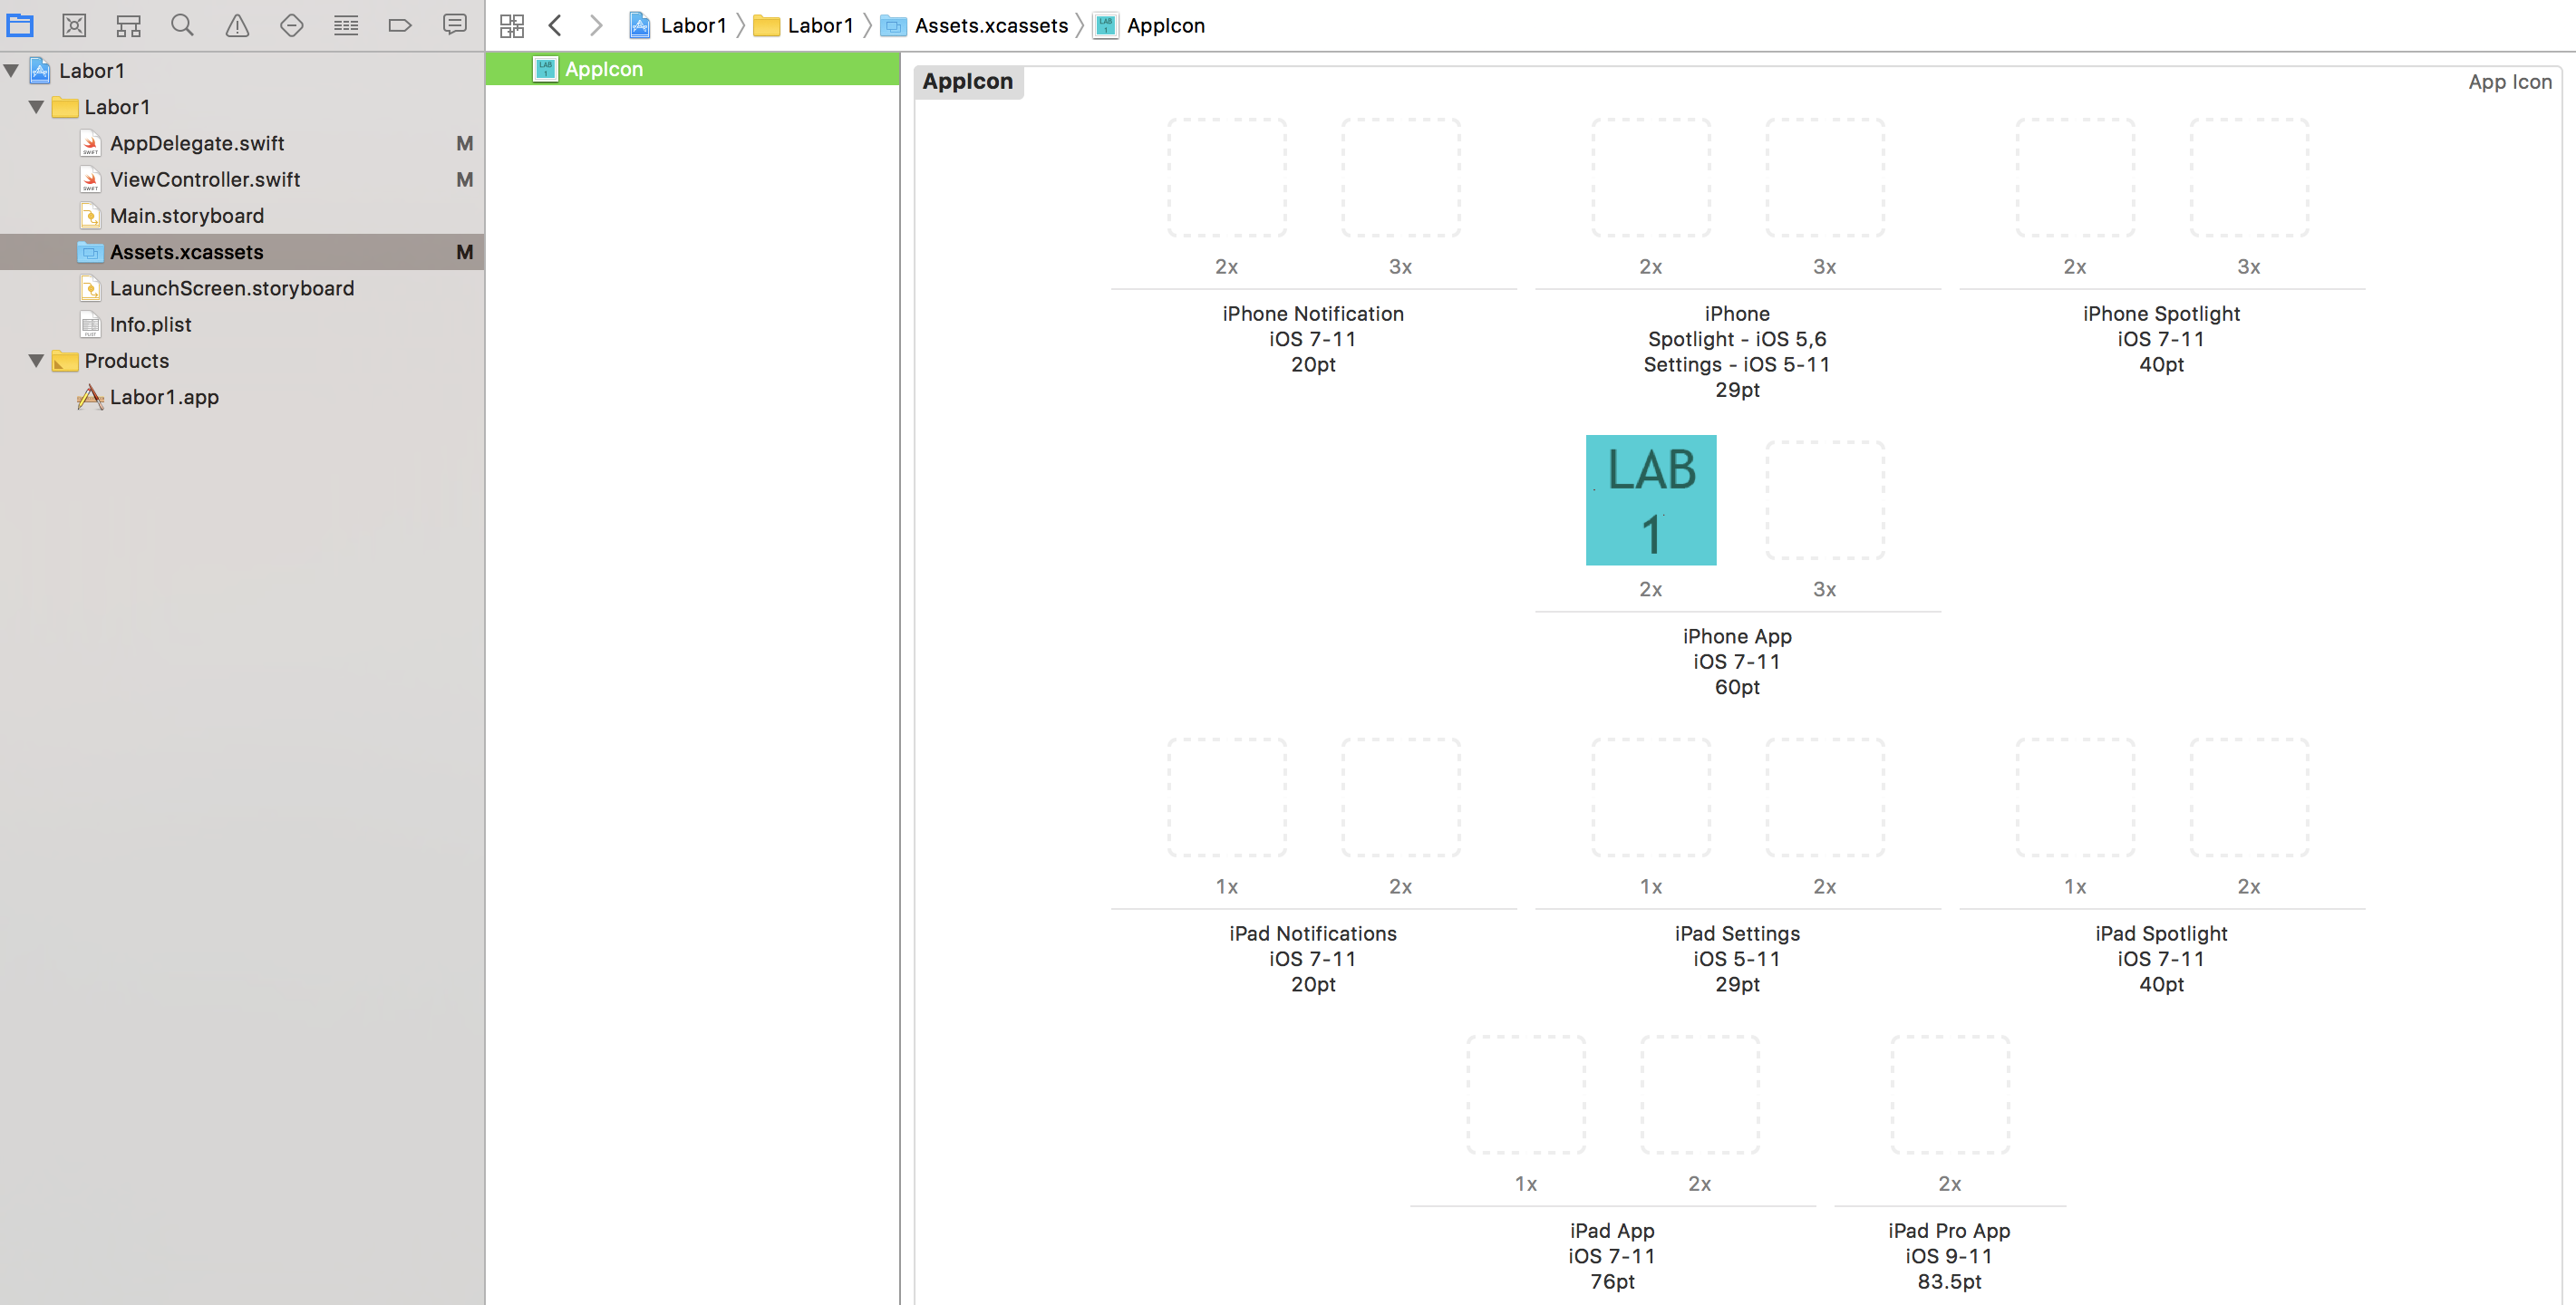 Labor1 Labor1 Assets.xcassets AppIcon
Labor1
Labor1
AppDelegate.swift M
ViewController.swift M
Main.storyboard
Assets.xcassets M
LaunchScreen.storyboard
Info.plist
Products
Labor1.app
LAB 1 AppIcon
AppIcon App Icon
2x 3x 2x 3x 2x 3x
iPhone Notification
iOS 7-11
20pt
iPhone
Spotlight - iOS 5,6
Settings - iOS 5-11
29pt
iPhone Spotlight
iOS 7-11
40pt
LAB
1
2x 3x
iPhone App
iOS 7-11
60pt
1x 2x 1x 2x 1x 2x
iPad Notifications
iOS 7-11
20pt
iPad Settings
iOS 5-11
29pt
iPad Spotlight
iOS 7-11
40pt
1x 2x 2x
iPad App
iOS 7-11
76pt
iPad Pro App
iOS 9-11
83.5pt